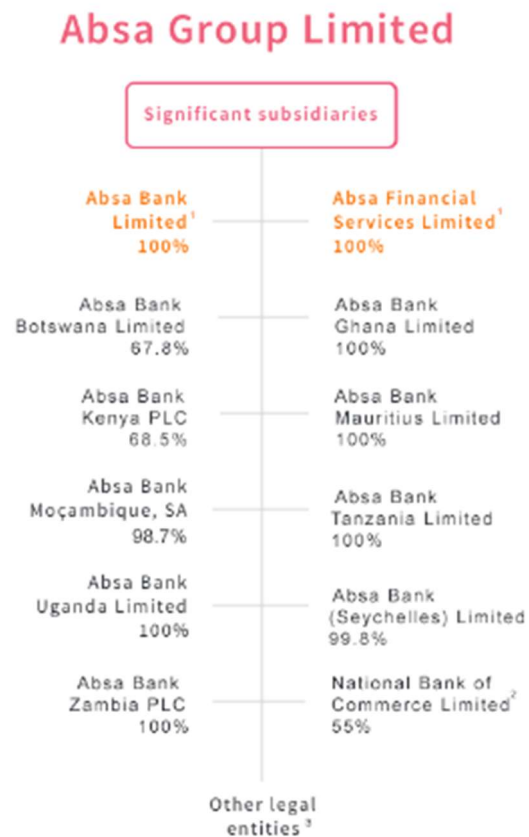 Absa Group Limited
Significant subsidiaries
Absa Bank
Limited¹
100%
Absa Financial
Services Limited¹
100%
Absa Bank
Botswana Limited
67.8%
Absa Bank
Ghana Limited
100%
Absa Bank
Kenya PLC
68.5%
Absa Bank
Mauritius Limited
100%
Absa Bank
Moçambique, SA
98.7%
Absa Bank
Tanzania Limited
100%
Absa Bank
Uganda Limited
100%
Absa Bank
(Seychelles) Limited
99.8%
Absa Bank
Zambia PLC
100%
National Bank of
Commerce Limited²
55%
Other legal
entities ³